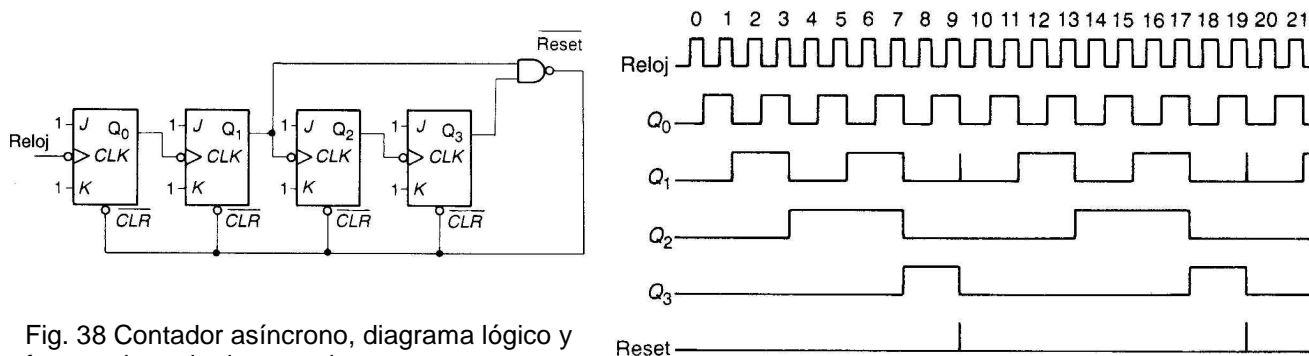 Reset
Reloj
1 J Q0 CLK 1 K CLR
1 J Q1 CLK 1 K CLR
1 J Q2 CLK 1 K CLR
1 J Q3 CLK 1 K CLR
Fig. 38 Contador asíncrono, diagrama lógico y
0 1 2 3 4 5 6 7 8 9 10 11 12 13 14 15 16 17 18 19 20 21
Reloj
Q0
Q1
Q2
Q3
Reset